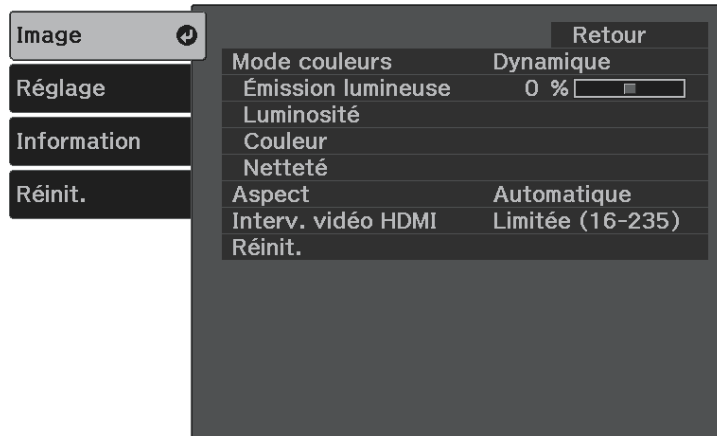 Image
Réglage
Information
Réinit.
Retour
Mode couleurs Dynamique
Émission lumineuse 0 %
Luminosité
Couleur
Netteté
Aspect Automatique
Interv. vidéo HDMI Limitée (16-235)
Réinit.